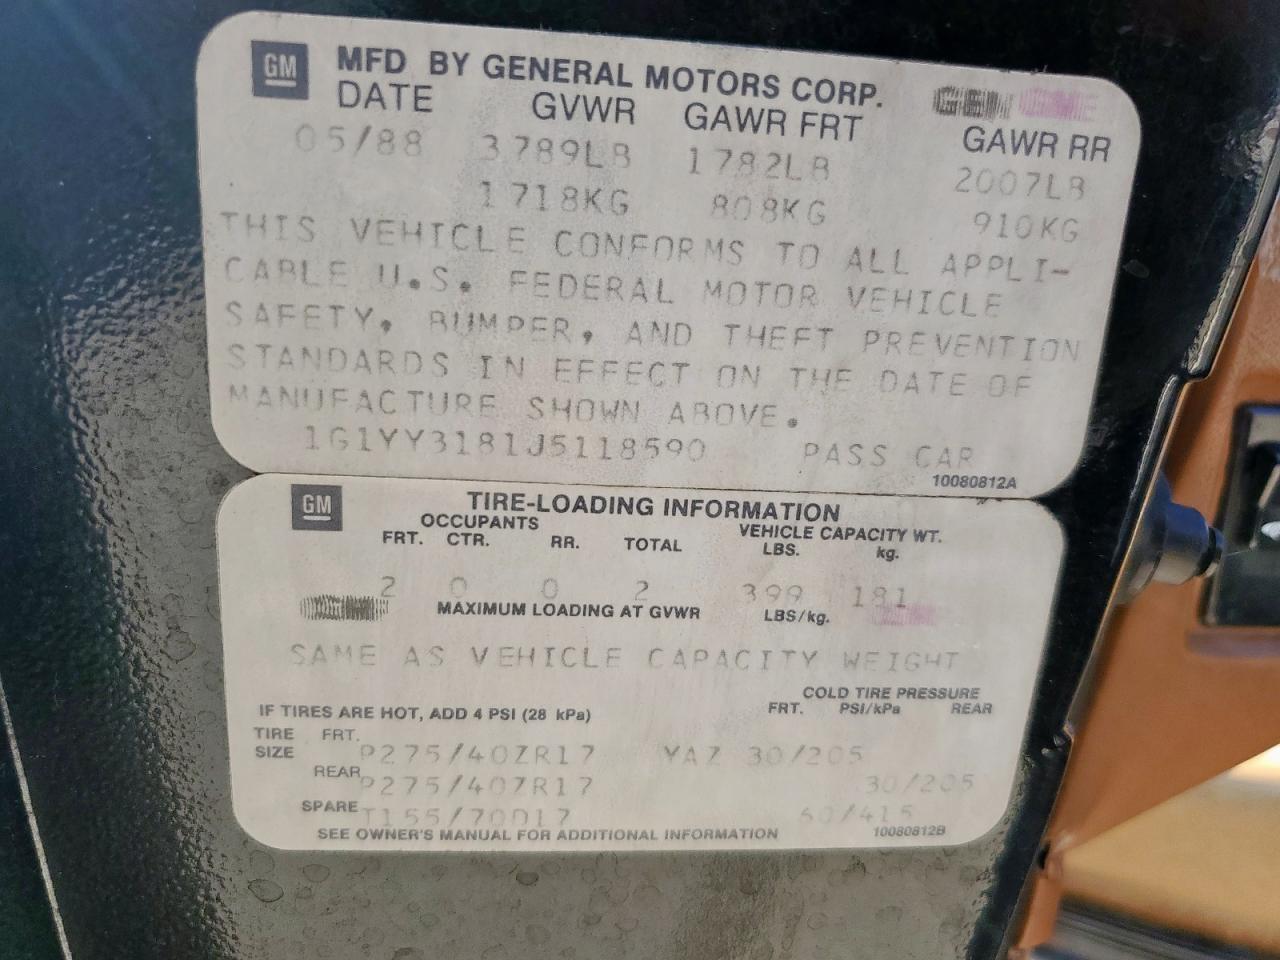 GM MFD BY GENERAL MOTORS CORP.
DATE GVWR GAWR FRT GAWR RR
05/88 3789LB 1782LB 2007LB
1718KG 808KG 910KG
THIS VEHICLE CONFORMS TO ALL APPLI-
CABLE U.S. FEDERAL MOTOR VEHICLE
SAFETY, BUMPER, AND THEFT PREVENTION
STANDARDS IN EFFECT ON THE DATE OF
MANUFACTURE SHOWN ABOVE.
1G1YY3181J5118590 PASS CAR
10080812A
GM TIRE-LOADING INFORMATION
OCCUPANTS VEHICLE CAPACITY WT.
FRT. CTR. RR. TOTAL LBS. kg.
2 0 0 2 399 181
MAXIMUM LOADING AT GVWR LBS/kg.
SAME AS VEHICLE CAPACITY WEIGHT
COLD TIRE PRESSURE
IF TIRES ARE HOT, ADD 4 PSI (28 kPa) FRT. PSI/kPa REAR
TIRE SIZE FRT. P275/40ZR17 YAZ 30/205
REAR P275/40ZR17 30/205
SPARE T155/70D17 60/415
SEE OWNER'S MANUAL FOR ADDITIONAL INFORMATION 10080812B